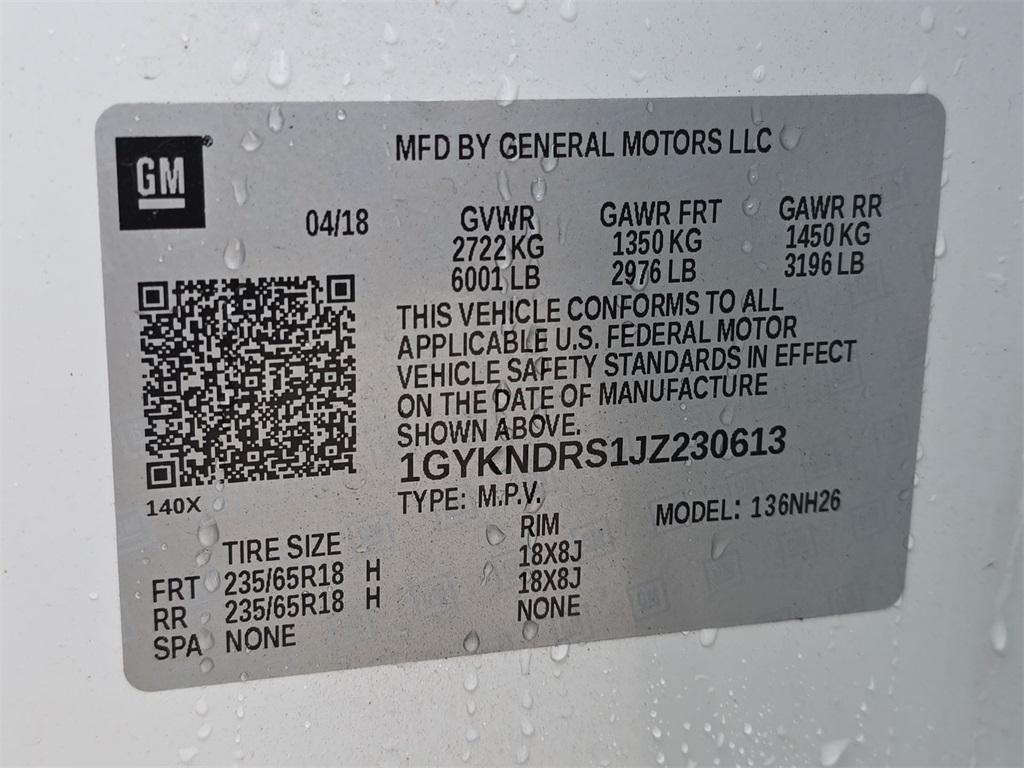 GM
MFD BY GENERAL MOTORS LLC
04/18
GVWR GAWR FRT GAWR RR
2722 KG 1350 KG 1450 KG
6001 LB 2976 LB 3196 LB
THIS VEHICLE CONFORMS TO ALL
APPLICABLE U.S. FEDERAL MOTOR
VEHICLE SAFETY STANDARDS IN EFFECT
ON THE DATE OF MANUFACTURE
SHOWN ABOVE.
1GYKNDRS1JZ230613
140X
TYPE: M.P.V. MODEL: 136NH26
TIRE SIZE RIM
FRT 235/65R18 H 18X8J
RR 235/65R18 H 18X8J
SPA NONE NONE